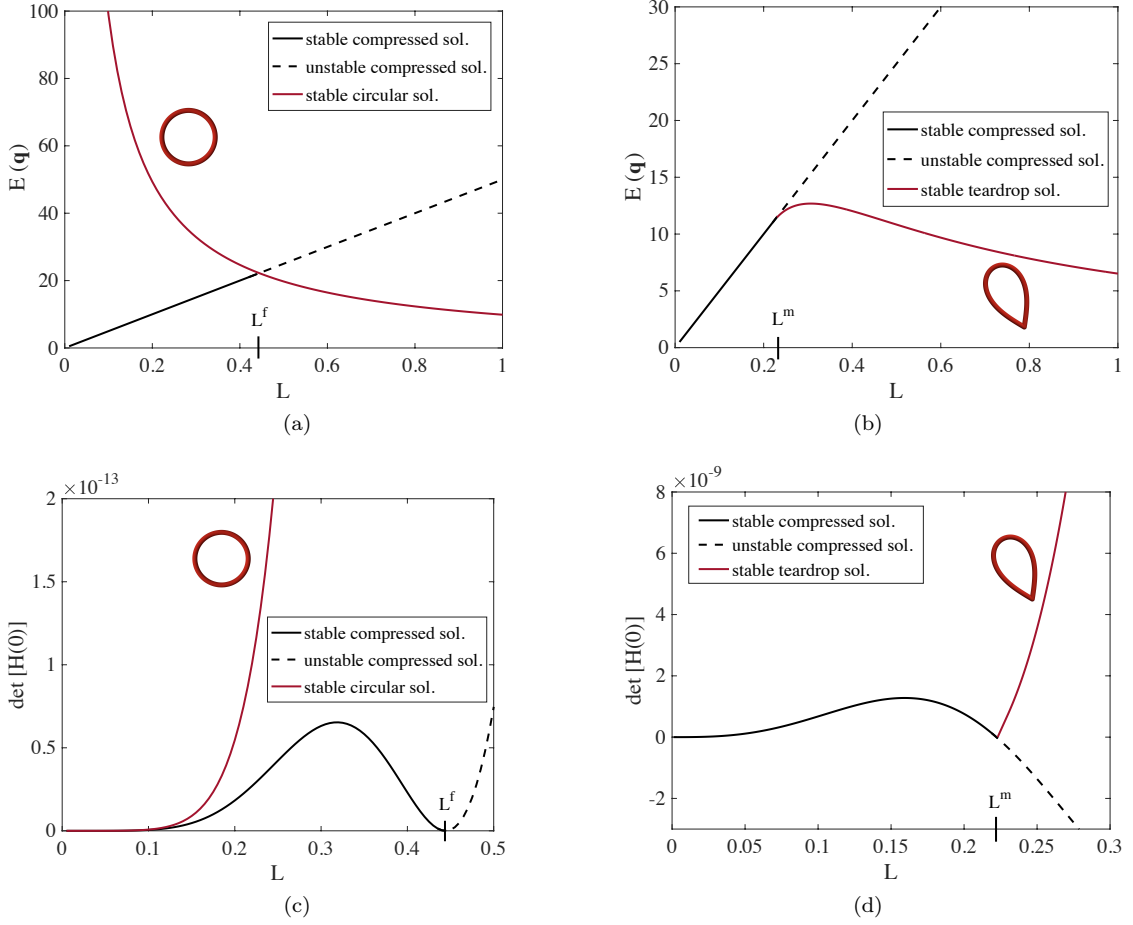 100
80
60
40
20
0
E (q)
stable compressed sol.
unstable compressed sol.
stable circular sol.
L^f
0
0.2
0.4
0.6
0.8
1
L
(a)
30
25
20
15
10
5
0
E (q)
stable compressed sol.
unstable compressed sol.
stable teardrop sol.
L^m
0
0.2
0.4
0.6
0.8
1
L
(b)
×10^-13
2
1.5
1
0.5
0
det [H(0)]
stable compressed sol.
unstable compressed sol.
stable circular sol.
L^f
0
0.1
0.2
0.3
0.4
0.5
L
(c)
×10^-9
8
6
4
2
0
-2
det [H(0)]
stable compressed sol.
unstable compressed sol.
stable teardrop sol.
L^m
0
0.05
0.1
0.15
0.2
0.25
0.3
L
(d)